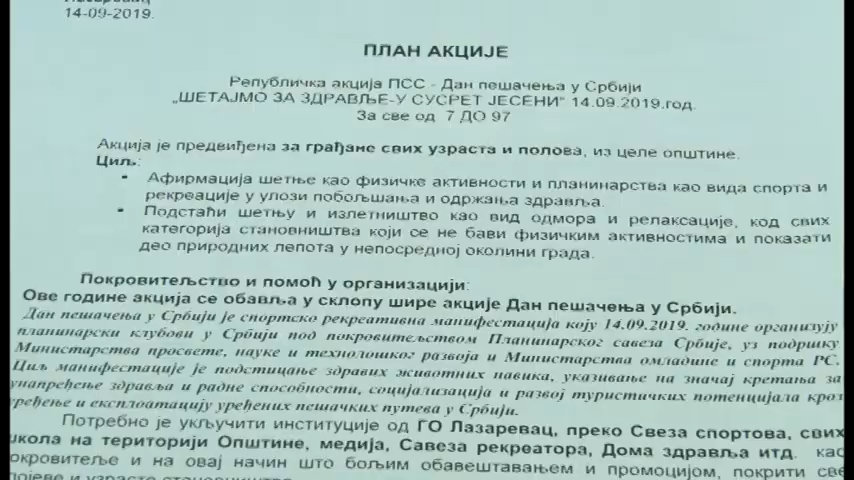 14-09-2019.
ПЛАН АКЦИЈЕ
Републичка акција ПСС - Дан пешачења у Србији
„ШЕТАЈМО ЗА ЗДРАВЉЕ-У СУСРЕТ ЈЕСЕНИ“ 14.09.2019.год.
За све од 7 ДО 97
Акција је предвиђена за грађане свих узраста и полова, из целе општине.
Циљ:
• Афирмација шетње као физичке активности и планинарства као вида спорта и
рекреације у улози побољшања и одржања здравља.
• Подстаћи шетњу и излетништво као вид одмора и релаксације, код свих
категорија становништва који се не бави физичким активностима и показати
део природних лепота у непосредној околини града.
Покровитељство и помоћ у организацији:
Ове године акција се обавља у склопу шире акције Дан пешачења у Србији.
Дан пешачења у Србији је спортско рекреативна манифестација коју 14.09.2019. године организују
планинарски клубови у Србији под покровитељством Планинарског савеза Србије, уз подршку
Министарства просвете, науке и технолошког развоја и Министарства омладине и спорта РС.
Циљ манифестације је подстицање здравих животних навика, указивање на значај кретања за
унапређење здравља и радне способности, социјализација и развој туристичких потенцијала кроз
уређење и експлоатацију уређених пешачких путева у Србији.
Потребно је укључити институције од ГО Лазаревац, преко Свеза спортова, свих
школа на територији Општине, медија, Савеза рекреатора, Дома здравља итд. као
покровитеље и на овај начин што бољим обавештавањем и промоцијом, покрити све